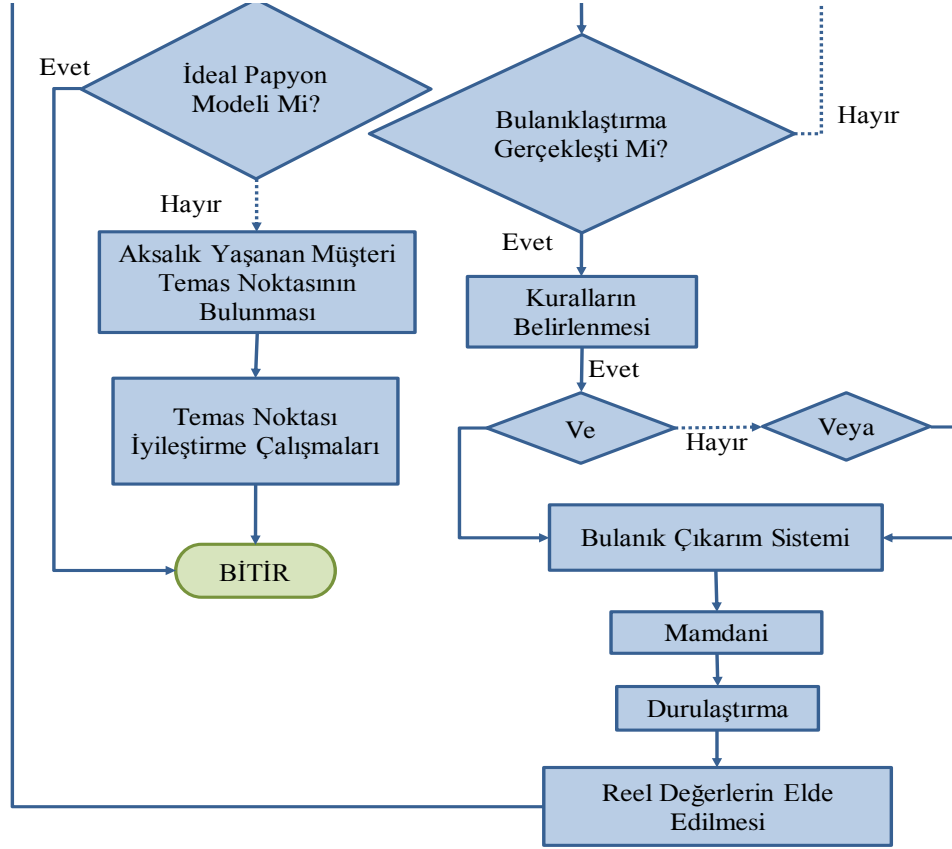 Evet
İdeal Papyon
Modeli Mi?
Hayır
Aksalık Yaşanan Müşteri
Temas Noktasının
Bulunması
Temas Noktası
İyileştirme Çalışmaları
BİTİR
Bulanıklaştırma
Gerçekleşti Mi?
Hayır
Evet
Kuralların
Belirlenmesi
Evet
Ve
Hayır
Veya
Bulanık Çıkarım Sistemi
Mamdani
Durulaştırma
Reel Değerlerin Elde
Edilmesi